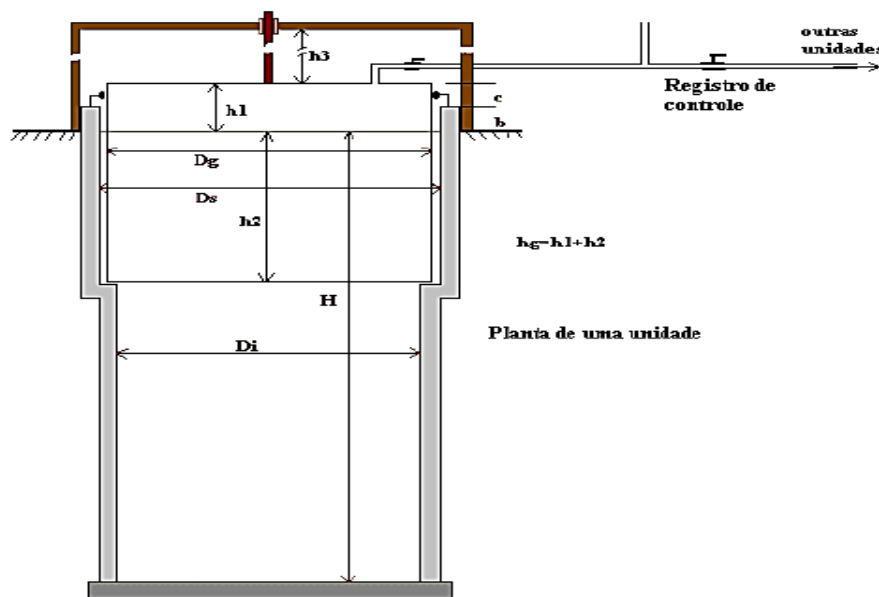 outras
unidades
h3
Registro de
controle
c
h1
b
Dg
Ds
h2
hg=h1+h2
H
Planta de uma unidade
Di